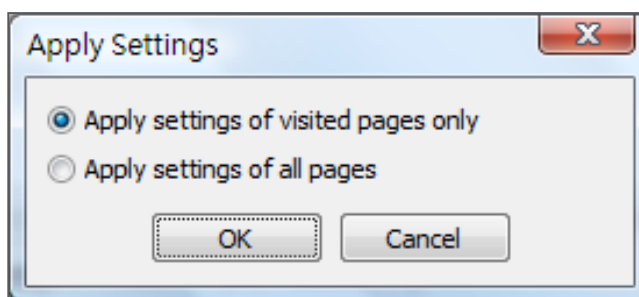 Apply Settings
Apply settings of visited pages only
Apply settings of all pages
OK Cancel